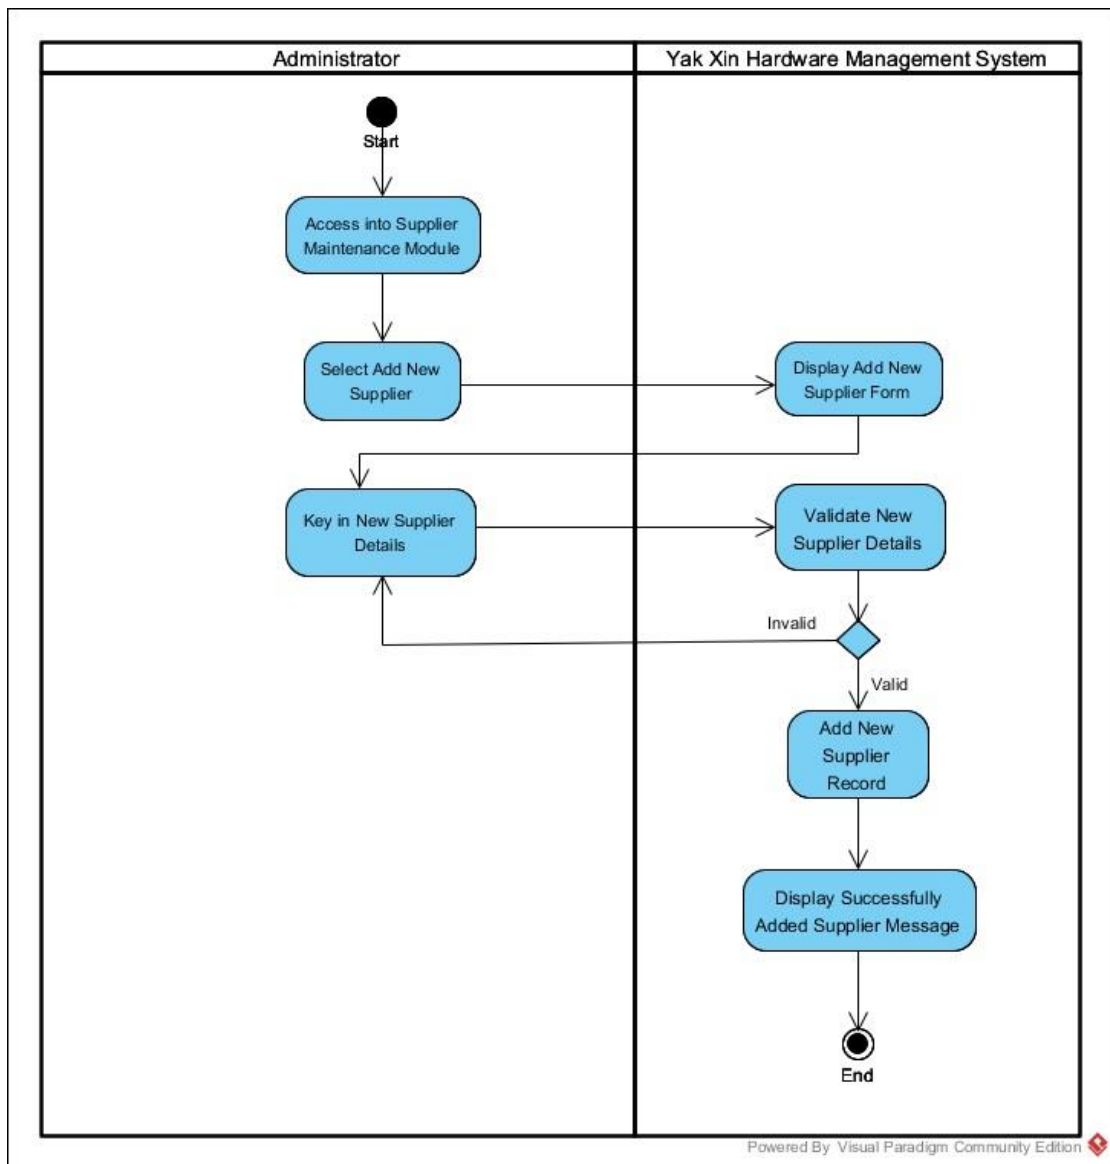 Administrator
Yak Xin Hardware Management System
Start
Access into Supplier
Maintenance Module
Select Add New
Supplier
Display Add New
Supplier Form
Key in New Supplier
Details
Validate New
Supplier Details
Invalid
Valid
Add New
Supplier
Record
Display Successfully
Added Supplier Message
End
Powered By Visual Paradigm Community Edition